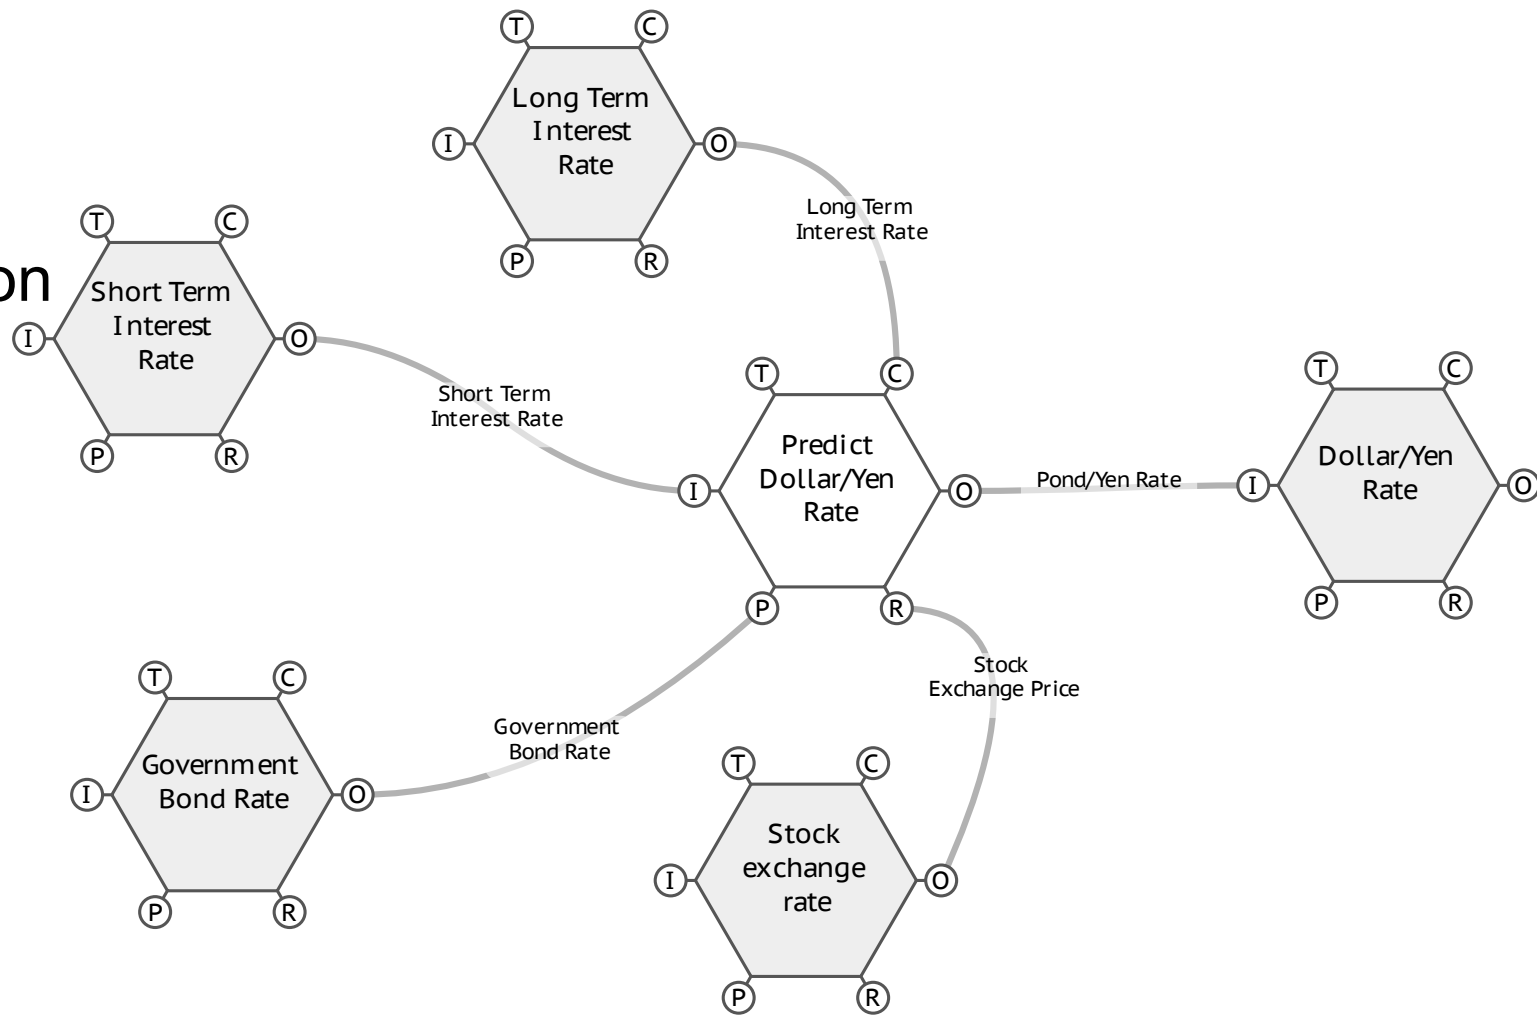 T
C
Long Term
Interest
Rate
I
O
P
R
Long Term
Interest Rate
on
T
C
Short Term
Interest
Rate
I
O
P
R
Short Term
Interest Rate
T
C
Predict
Dollar/Yen
Rate
I
O
P
R
Pond/Yen Rate
T
C
Dollar/Yen
Rate
I
O
P
R
T
C
Government
Bond Rate
I
O
P
R
Government
Bond Rate
Stock
Exchange Price
T
C
Stock
exchange
rate
I
O
P
R